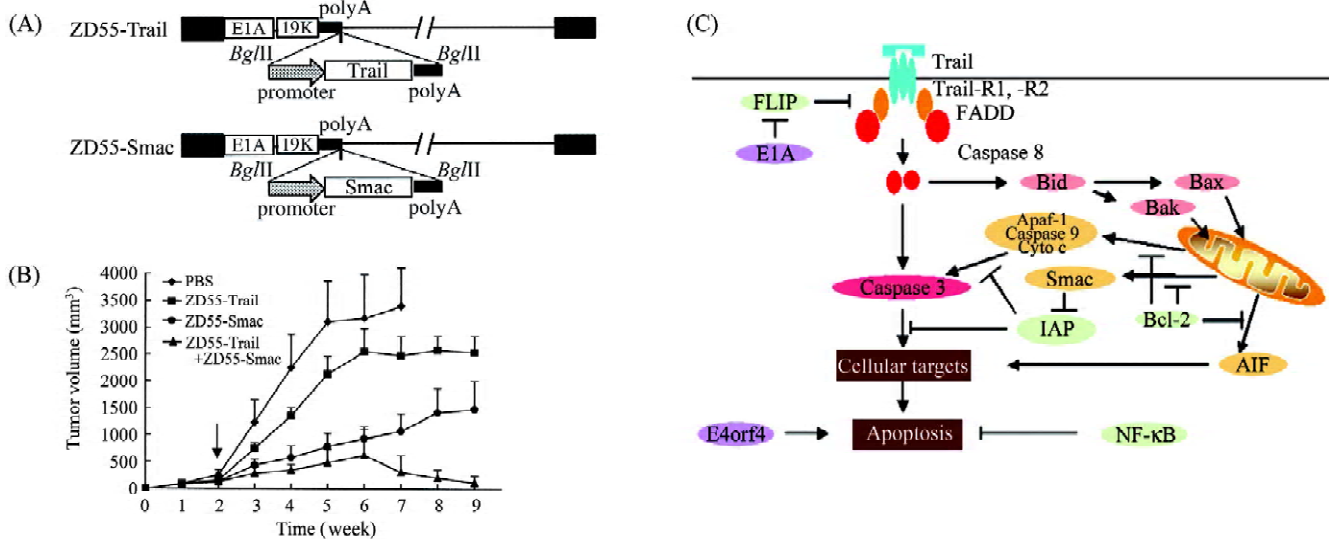 (A)
ZD55-Trail
E1A
19K
polyA
BglII
BglII
Trail
promoter
polyA
ZD55-Smac
E1A
19K
polyA
BglII
BglII
Smac
promoter
polyA
(B)
Tumor volume (mm³)
4000
3500
3000
2500
2000
1500
1000
500
0
PBS
ZD55-Trail
ZD55-Smac
ZD55-Trail
+ZD55-Smac
0 1 2 3 4 5 6 7 8 9
Time (week)
(C)
Trail
Trail-R1, -R2
FADD
FLIP
E1A
Caspase 8
Bid
Bax
Bak
Apaf-1
Caspase 9
Cyto c
Caspase 3
Smac
IAP
Bcl-2
AIF
Cellular targets
E4orf4
Apoptosis
NF-κB